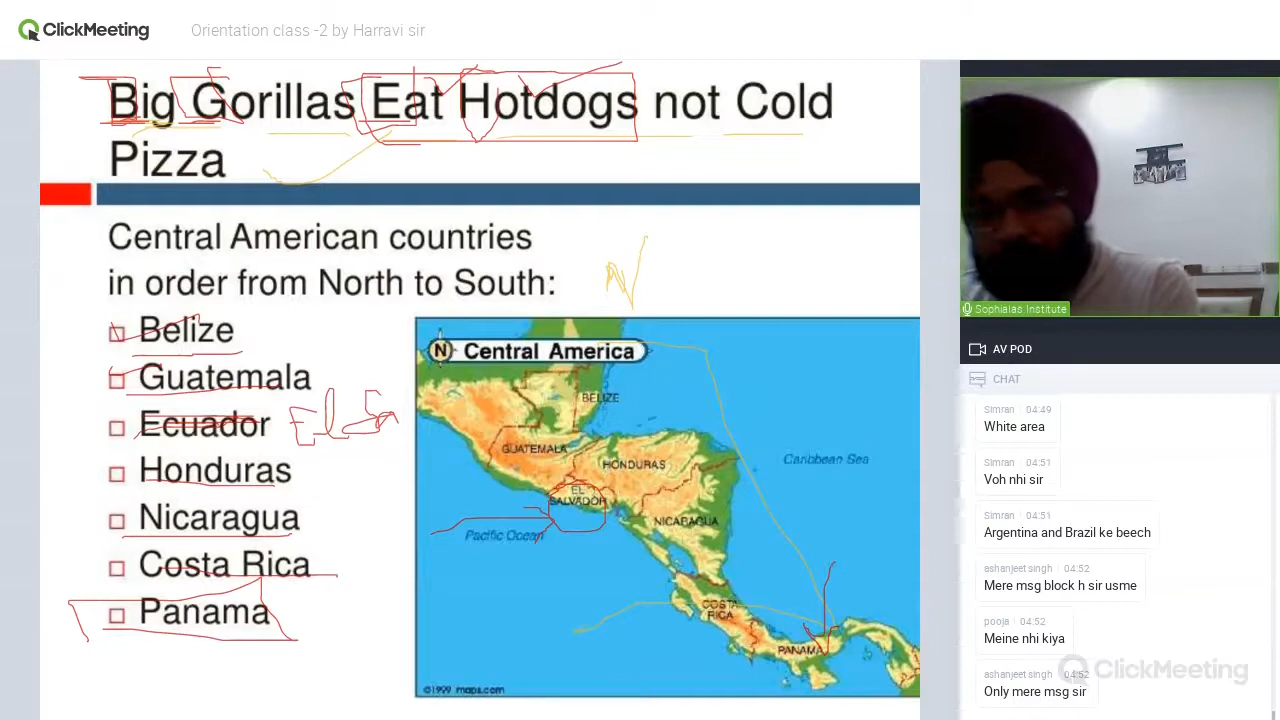 ClickMeeting
Orientation class -2 by Harravi sir
Big Gorillas Eat Hotdogs not Cold
Pizza
Central American countries
in order from North to South:
N
Belize
Guatemala
Ecuador
El Sa
Honduras
Nicaragua
Costa Rica
Panama
N Central America
BELIZE
GUATEMALA
HONDURAS
EL
SALVADOR
NICARAGUA
Caribbean Sea
Pacific Ocean
COSTA
RICA
PANAMA
©1999 maps.com
Sophialas Institute
AV POD
CHAT
Simran 04:49
White area
Simran 04:51
Voh nhi sir
Simran 04:51
Argentina and Brazil ke beech
ashanjeet singh 04:52
Mere msg block h sir usme
pooja 04:52
Meine nhi kiya
ashanjeet singh 04:52
Only mere msg sir
ClickMeeting